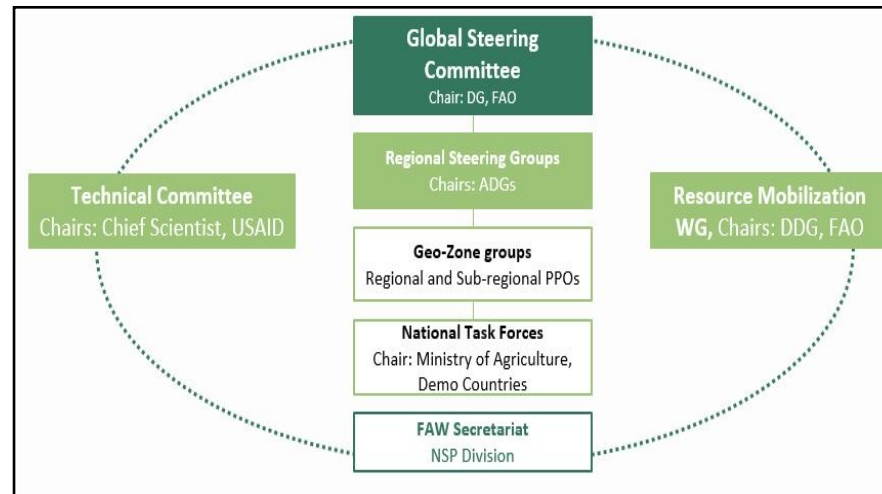 Global Steering
Committee
Chair: DG, FAO
Regional Steering Groups
Chairs: ADGs
Technical Committee
Chairs: Chief Scientist, USAID
Resource Mobilization
WG, Chairs: DDG, FAO
Geo-Zone groups
Regional and Sub-regional PPOs
National Task Forces
Chair: Ministry of Agriculture,
Demo Countries
FAW Secretariat
NSP Division